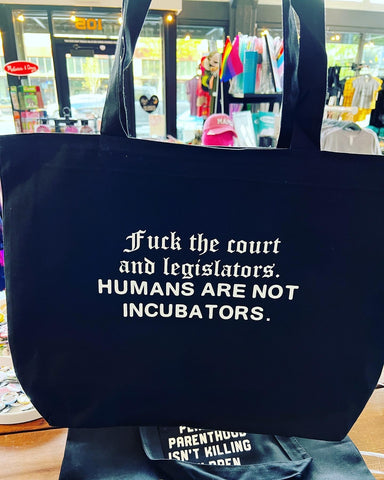 Fuck the court
and legislators.
HUMANS ARE NOT
INCUBATORS.
PARENTHOOD
ISN'T KILLING